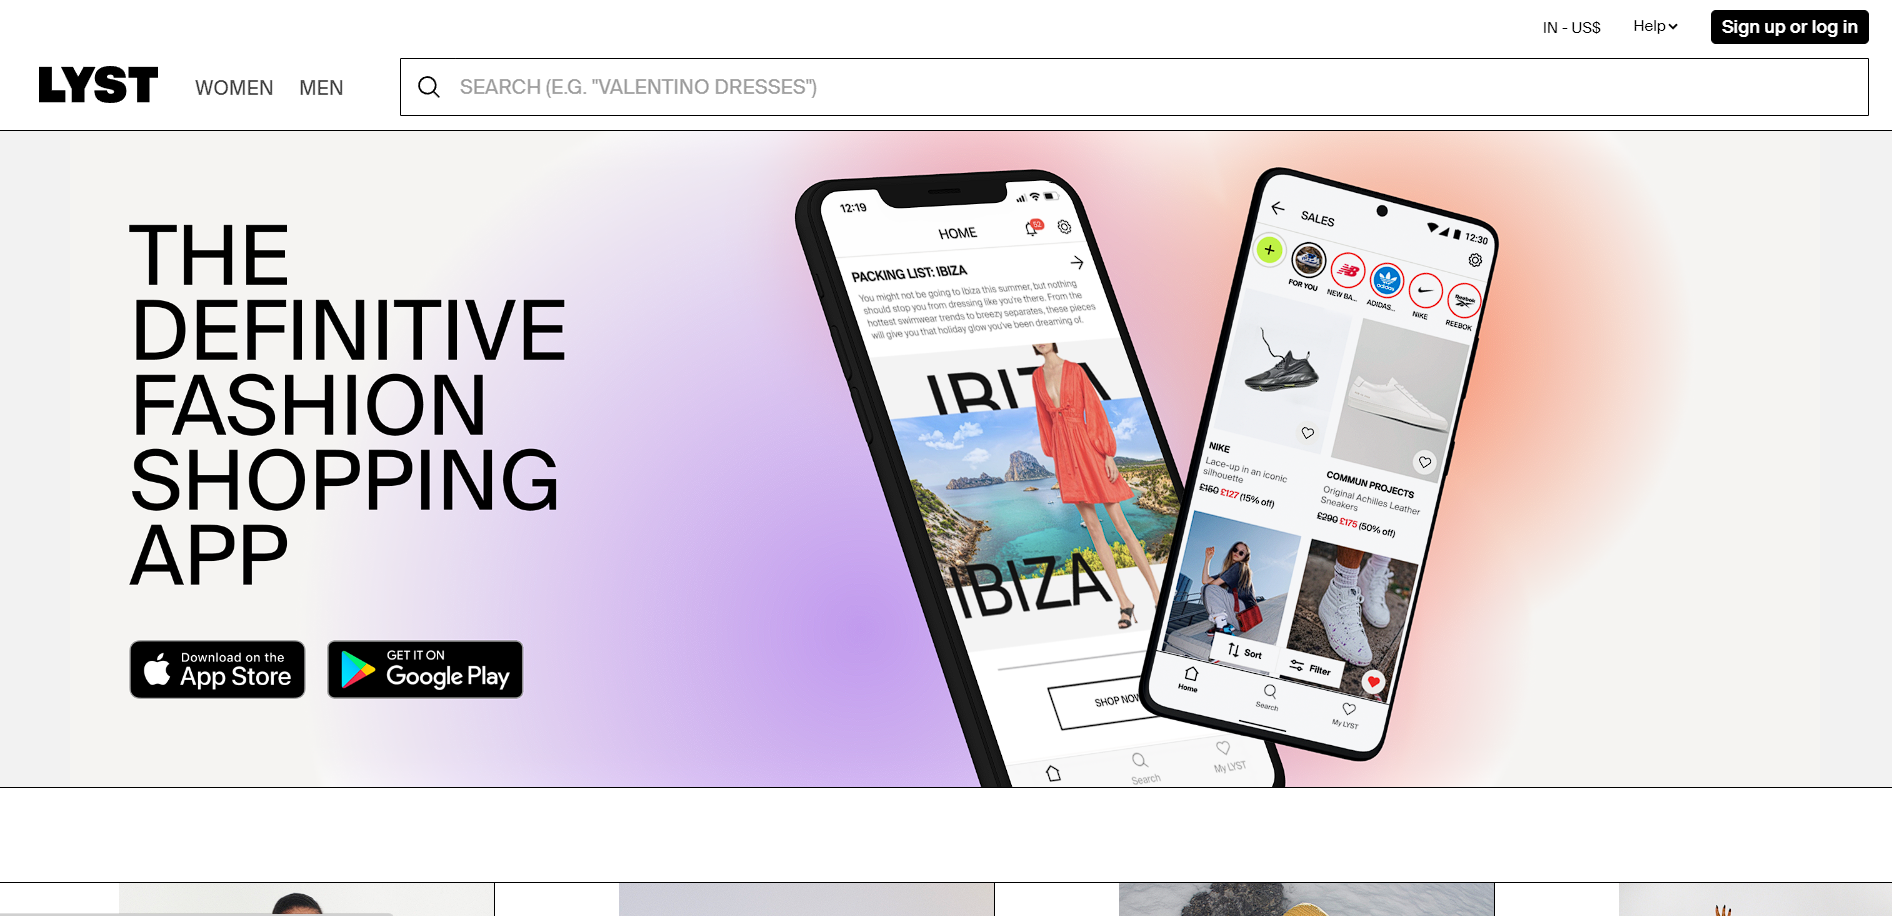 IN - US$
Help
Sign up or log in
LYST
WOMEN
MEN
SEARCH (E.G. "VALENTINO DRESSES")
THE
DEFINITIVE
FASHION
SHOPPING
APP
Download on the
App Store
GET IT ON
Google Play
12:19
HOME
52
PACKING LIST: IBIZA
You might not be going to Ibiza this summer, but nothing
should stop you from dressing like you're there. From the
hottest swimwear trends to breezy separates, these pieces
will give you that holiday glow you've been dreaming of.
IBIZA
IBIZA
SHOP NOW
Search
My LYST
12:30
SALES
adidas
Reebok
FOR YOU
NEW BA...
ADIDAS...
NIKE
REEBOK
NIKE
Lace-up in an iconic
silhouette
£150 £127 (15% off)
COMMUN PROJECTS
Original Achilles Leather
Sneakers
£290 £175 (50% off)
Sort
Filter
Home
Search
My LYST